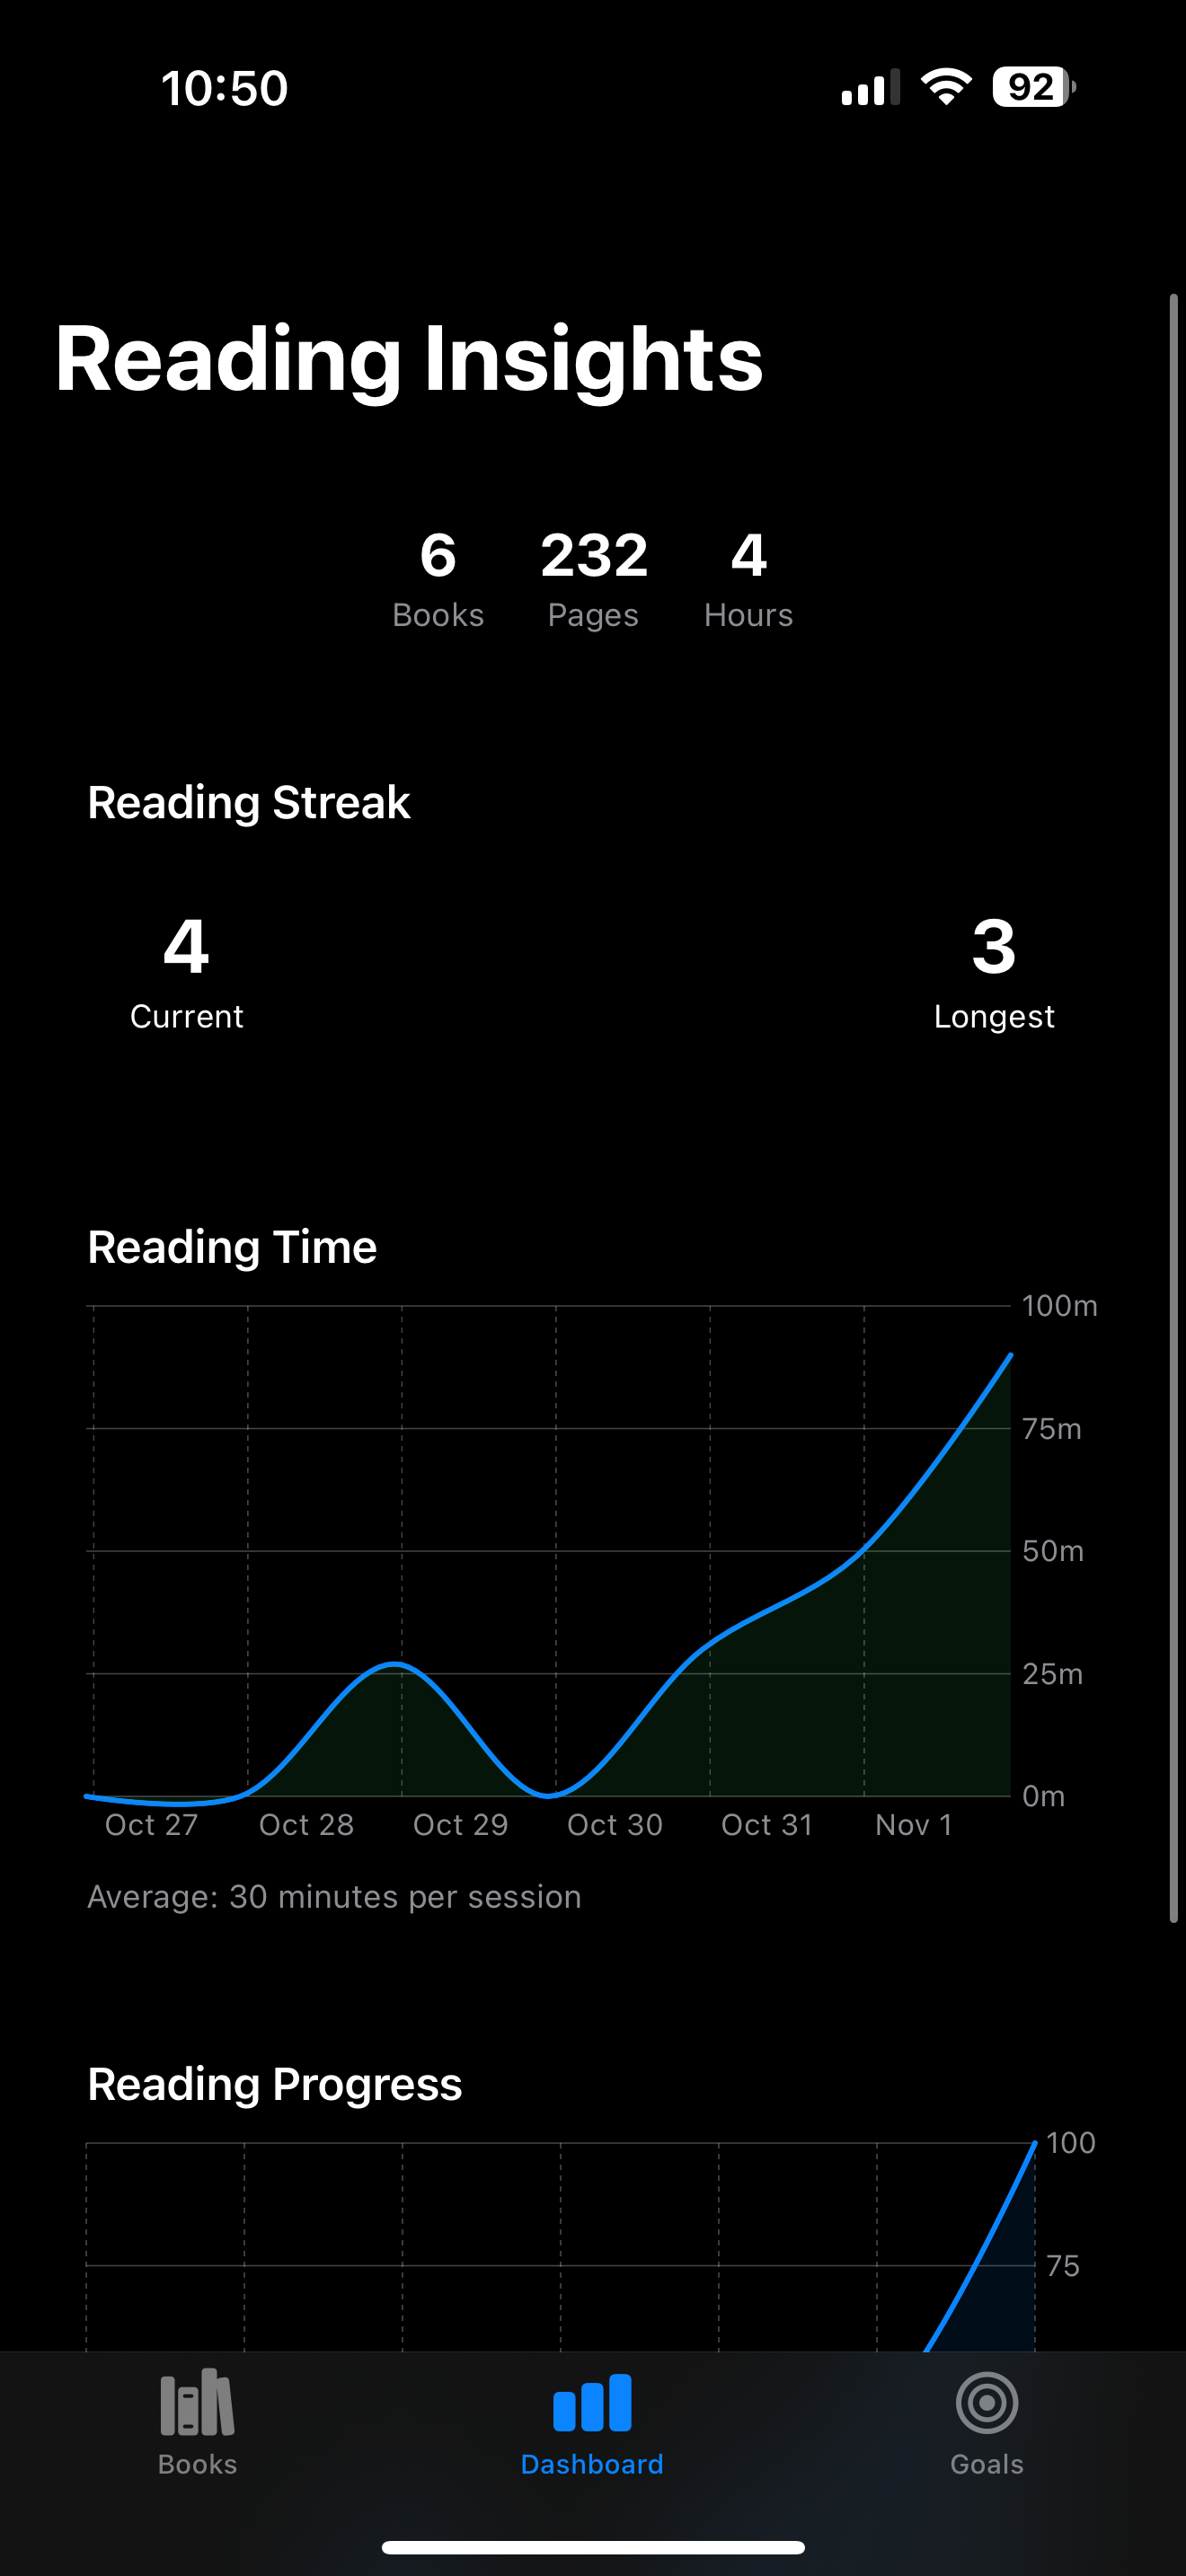 10:50
92
Reading Insights
6 232 4
Books Pages Hours
Reading Streak
4 3
Current Longest
Reading Time
100m
75m
50m
25m
0m
Oct 27 Oct 28 Oct 29 Oct 30 Oct 31 Nov 1
Average: 30 minutes per session
Reading Progress
100
75
Books Dashboard Goals